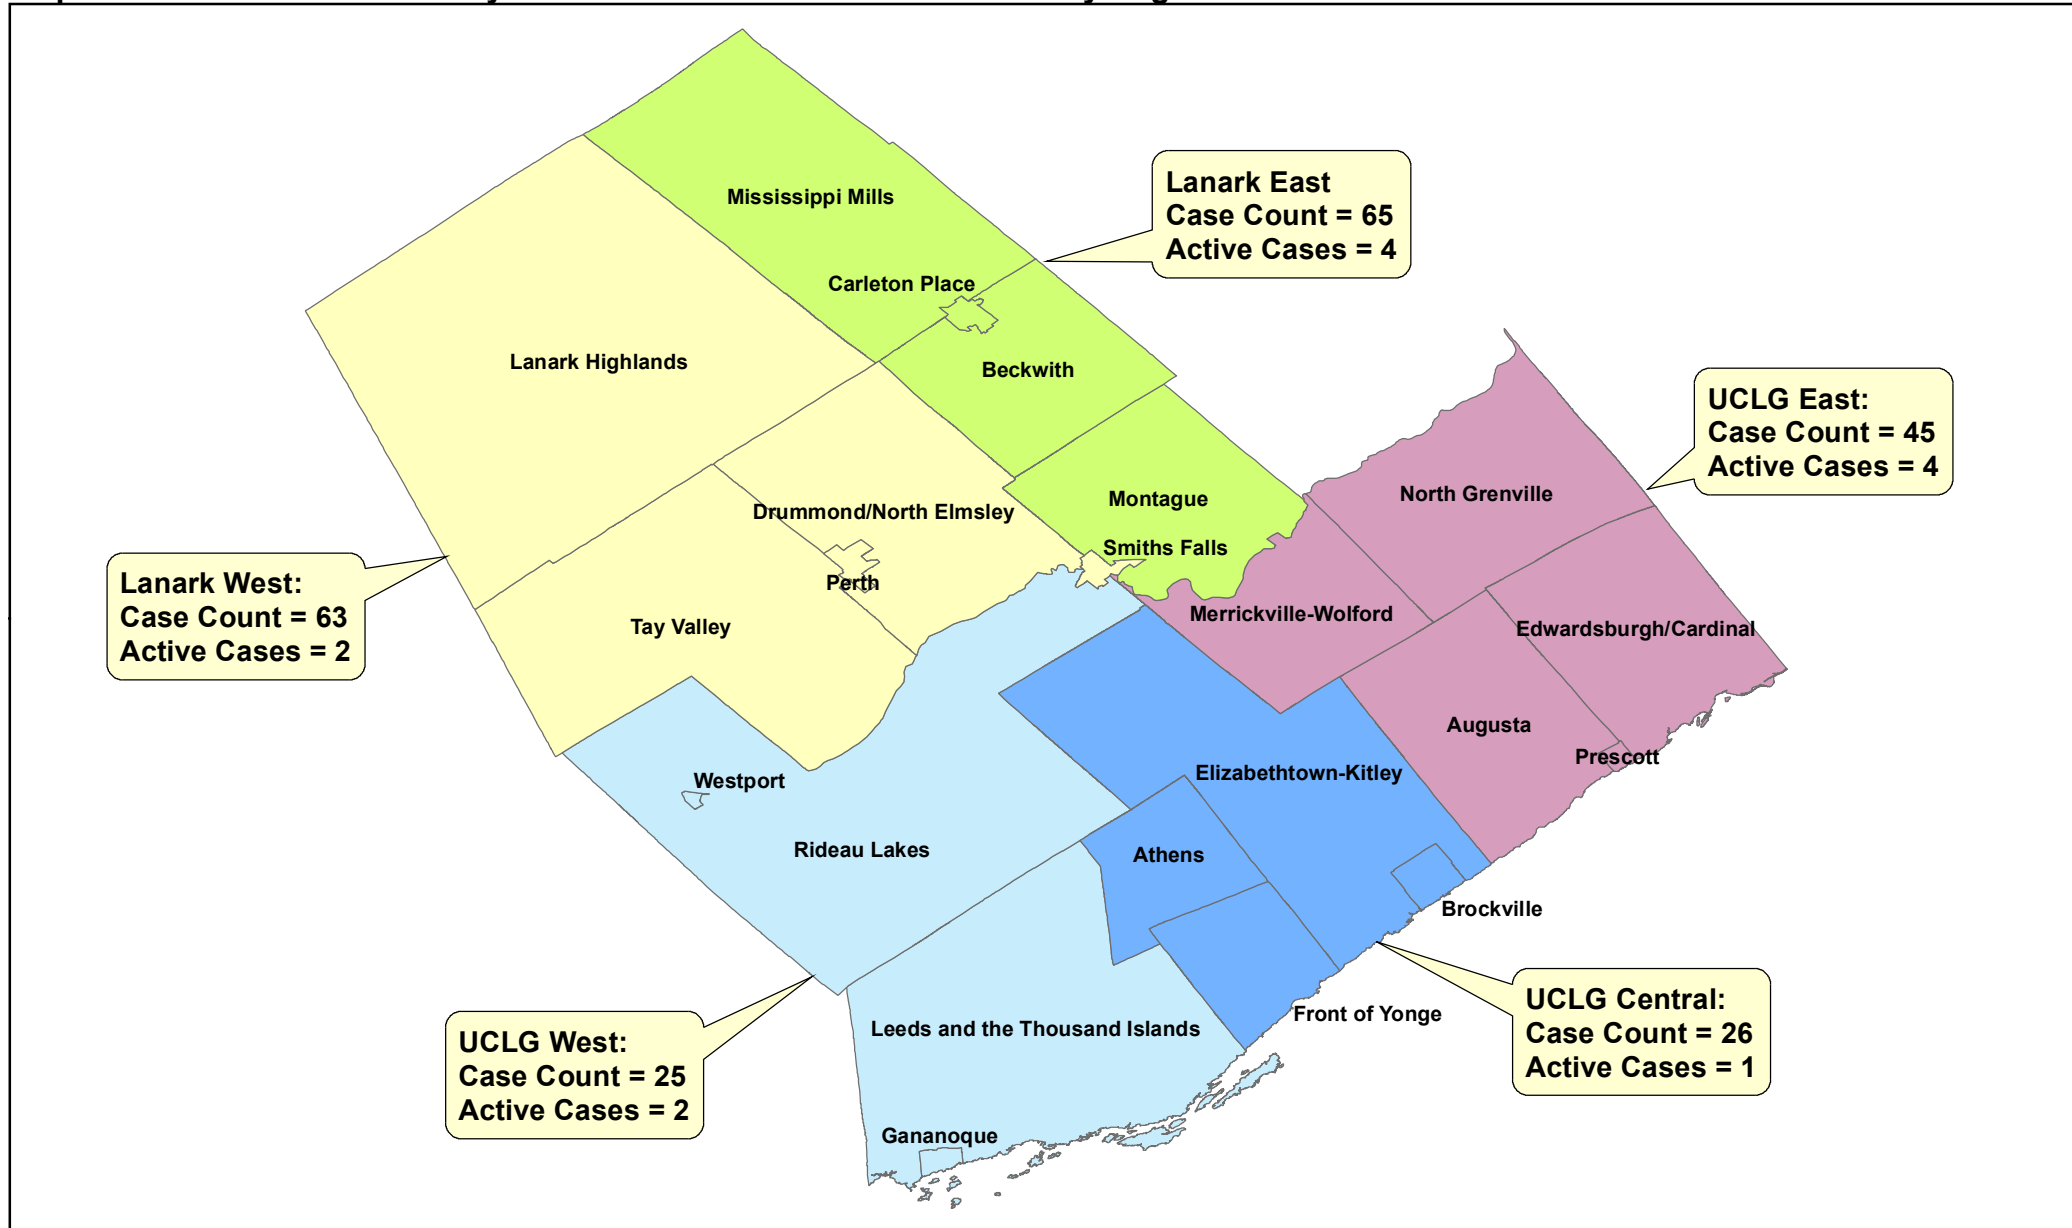 Mississippi Mills
Lanark East
Case Count = 65
Active Cases = 4
Carleton Place
Lanark Highlands
Beckwith
UCLG East:
Case Count = 45
Active Cases = 4
Drummond/North Elmsley
Montague
North Grenville
Smiths Falls
Perth
Lanark West:
Case Count = 63
Active Cases = 2
Tay Valley
Merrickville-Wolford
Edwardsburgh/Cardinal
Augusta
Prescott
Westport
Elizabethtown-Kitley
Rideau Lakes
Athens
Brockville
UCLG Central:
Case Count = 26
Active Cases = 1
Front of Yonge
Leeds and the Thousand Islands
UCLG West:
Case Count = 25
Active Cases = 2
Gananoque